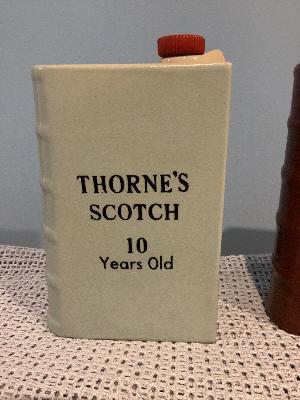 THORNE'S
SCOTCH
10
Years Old